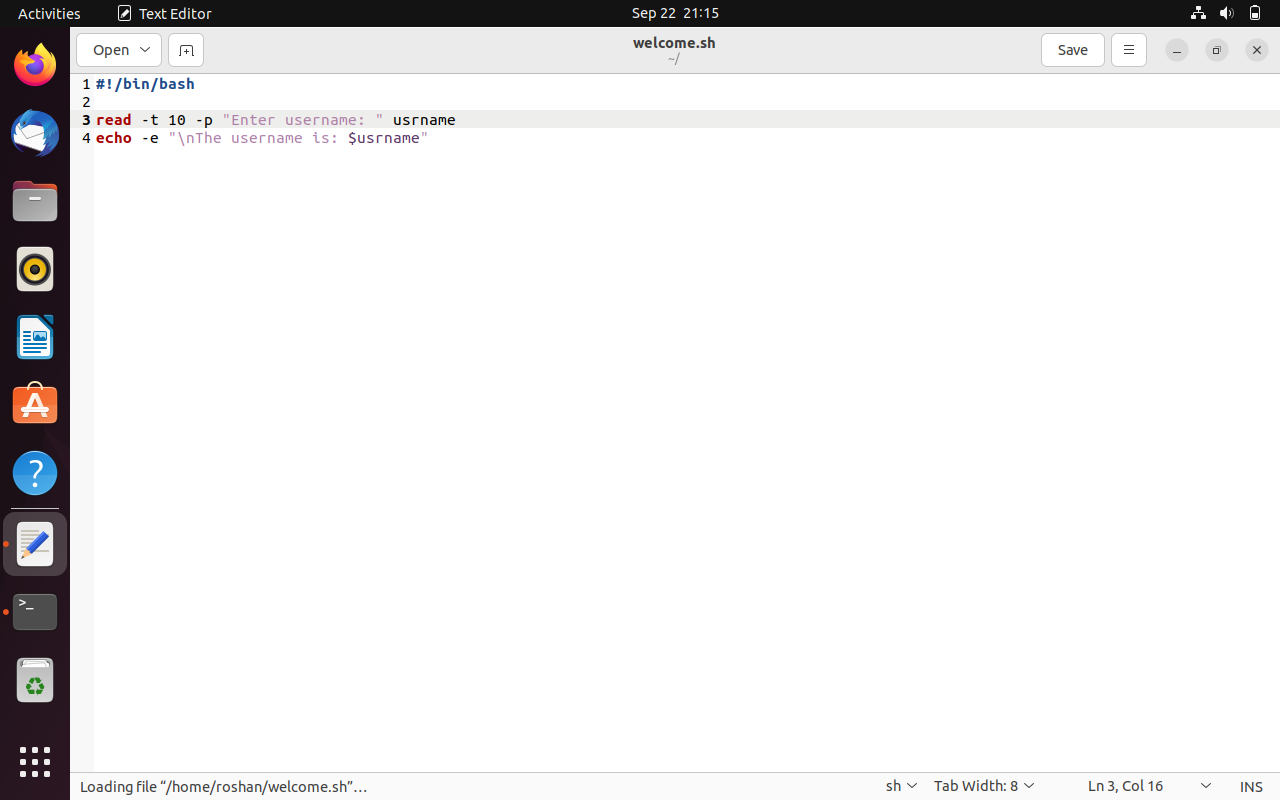 Activities
Text Editor
Sep 22 21:15
Open
welcome.sh
~/
Save
1 #!/bin/bash
2
3 read -t 10 -p "Enter username: " usrname
4 echo -e "\nThe username is: $usrname"
>_
Loading file “/home/roshan/welcome.sh”…
sh
Tab Width: 8
Ln 3, Col 16
INS